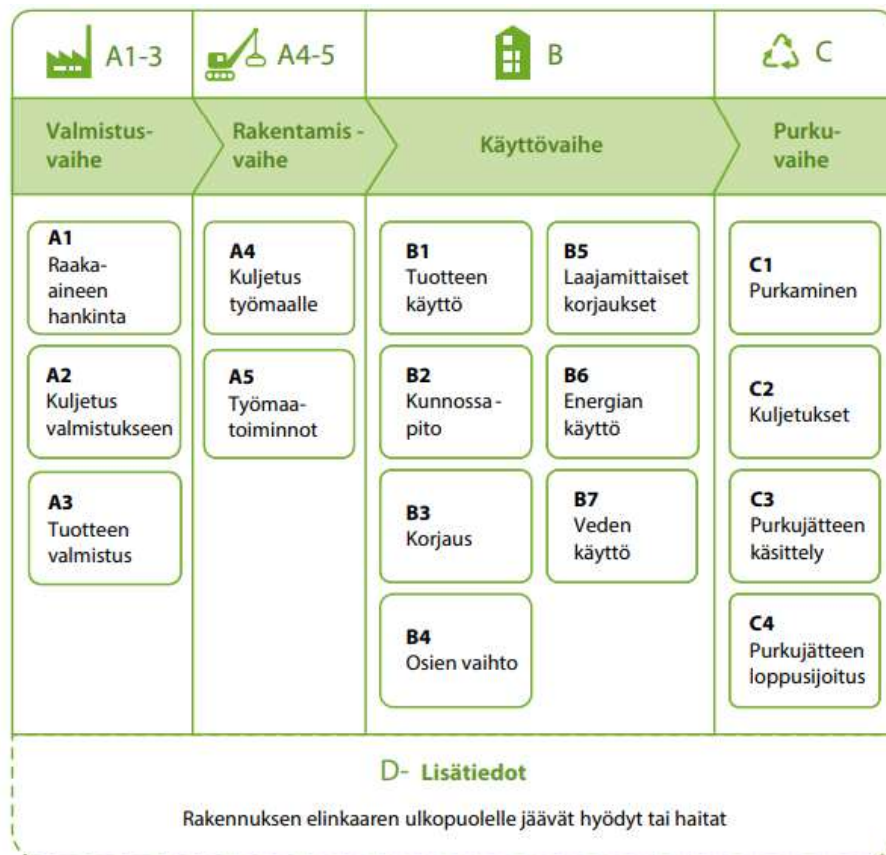 A1-3
A4-5
B
C
Valmistus-
vaihe
Rakentamis -
vaihe
Käyttövaihe
Purku-
vaihe
A1
Raaka-
aineen
hankinta
A2
Kuljetus
valmistukseen
A3
Tuotteen
valmistus
A4
Kuljetus
työmaalle
A5
Työmaa-
toiminnot
B1
Tuotteen
käyttö
B2
Kunnossa -
pito
B3
Korjaus
B4
Osien vaihto
B5
Laajamittaiset
korjaukset
B6
Energian
käyttö
B7
Veden
käyttö
C1
Purkaminen
C2
Kuljetukset
C3
Purkujätteen
käsittely
C4
Purkujätteen
loppusijoitus
D- Lisätiedot
Rakennuksen elinkaaren ulkopuolelle jäävät hyödyt tai haitat